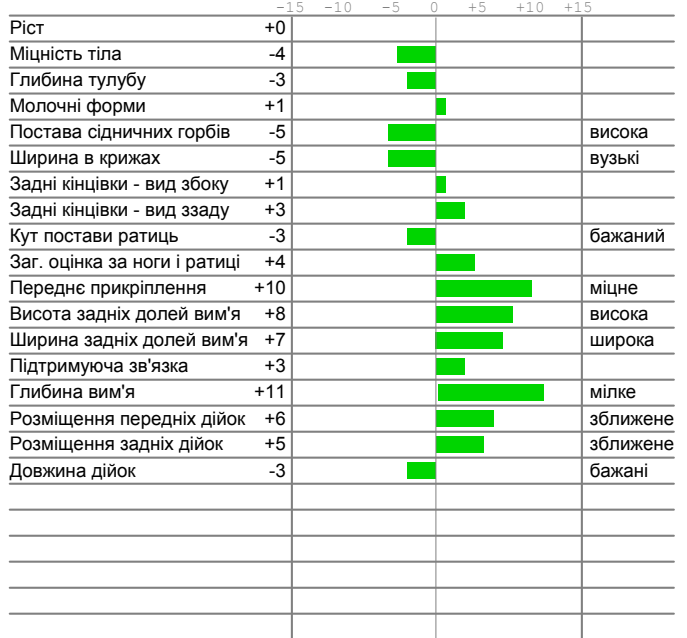 -15 -10 -5 0 +5 +10 +15
Ріст +0
Міцність тіла -4
Глибина тулубу -3
Молочні форми +1
Постава сідничних горбів -5 висока
Ширина в крижах -5 вузькі
Задні кінцівки - вид збоку +1
Задні кінцівки - вид ззаду +3
Кут постави ратиць -3 бажаний
Заг. оцінка за ноги і ратиці +4
Переднє прикріплення +10 міцне
Висота задніх долей вим'я +8 висока
Ширина задніх долей вим'я +7 широка
Підтримуюча зв'язка +3
Глибина вим'я +11 мілке
Розміщення передніх дійок +6 зближене
Розміщення задніх дійок +5 зближене
Довжина дійок -3 бажані